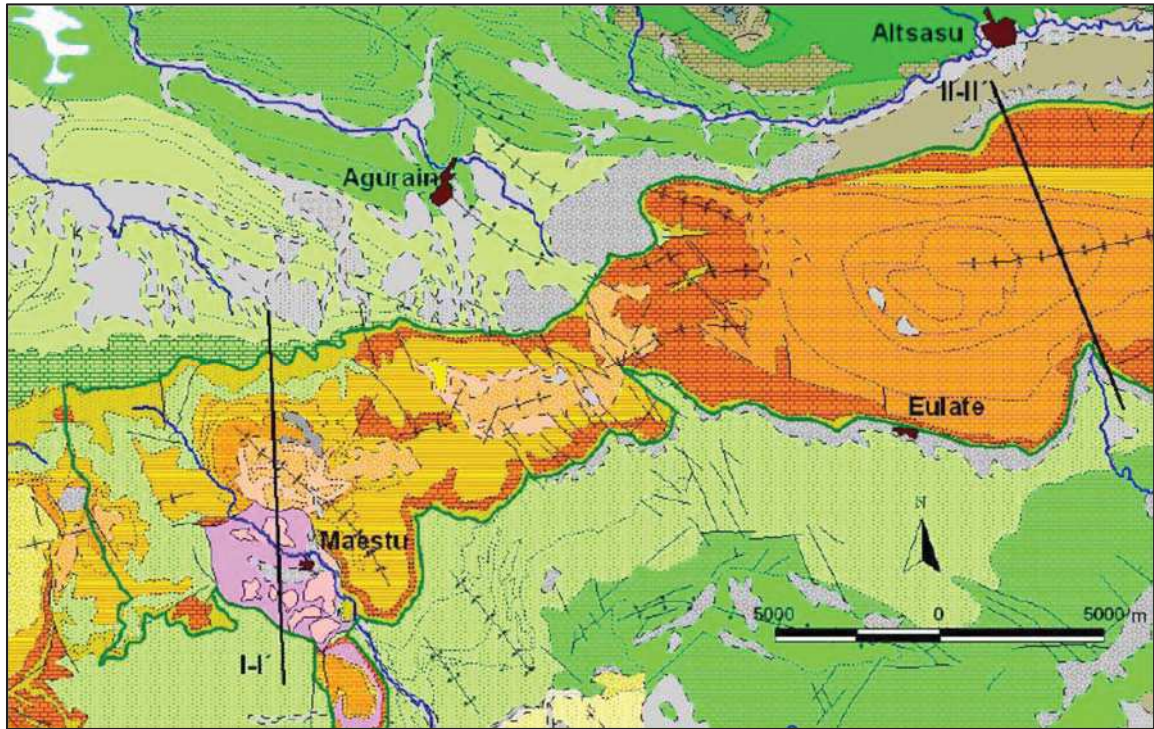 Altsasu
II-II´
Agurain
Eulate
Maestu
N
5000 0 5000 m
I-I´